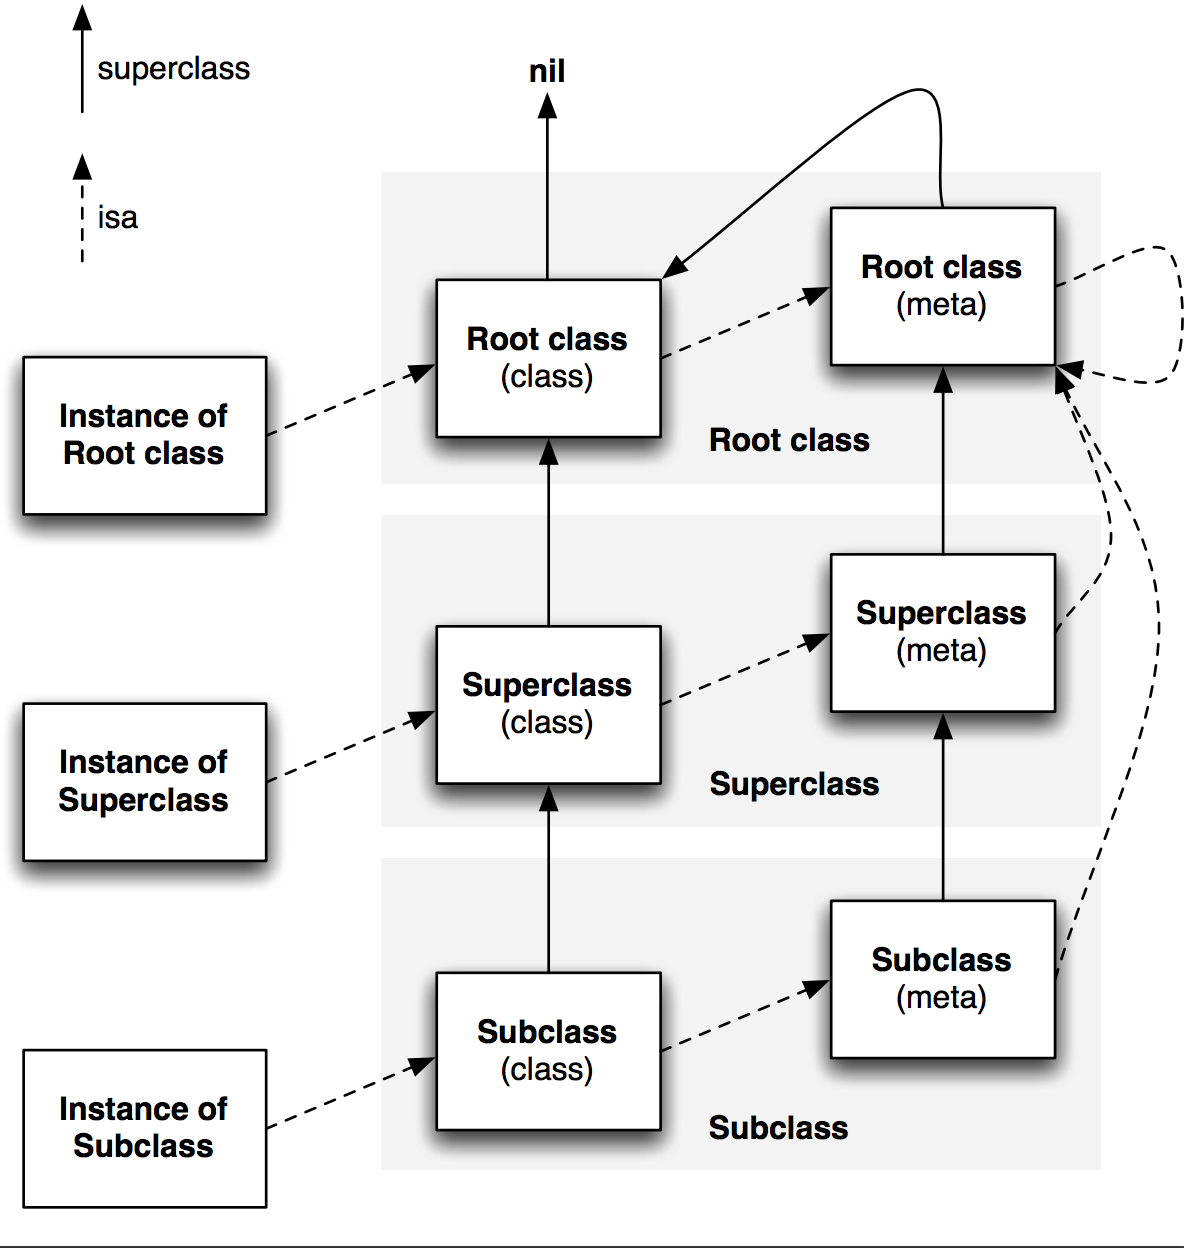 superclass
nil
isa
Root class
(meta)
Root class
(class)
Instance of
Root class
Root class
Superclass
(meta)
Superclass
(class)
Instance of
Superclass
Superclass
Subclass
(meta)
Subclass
(class)
Instance of
Subclass
Subclass